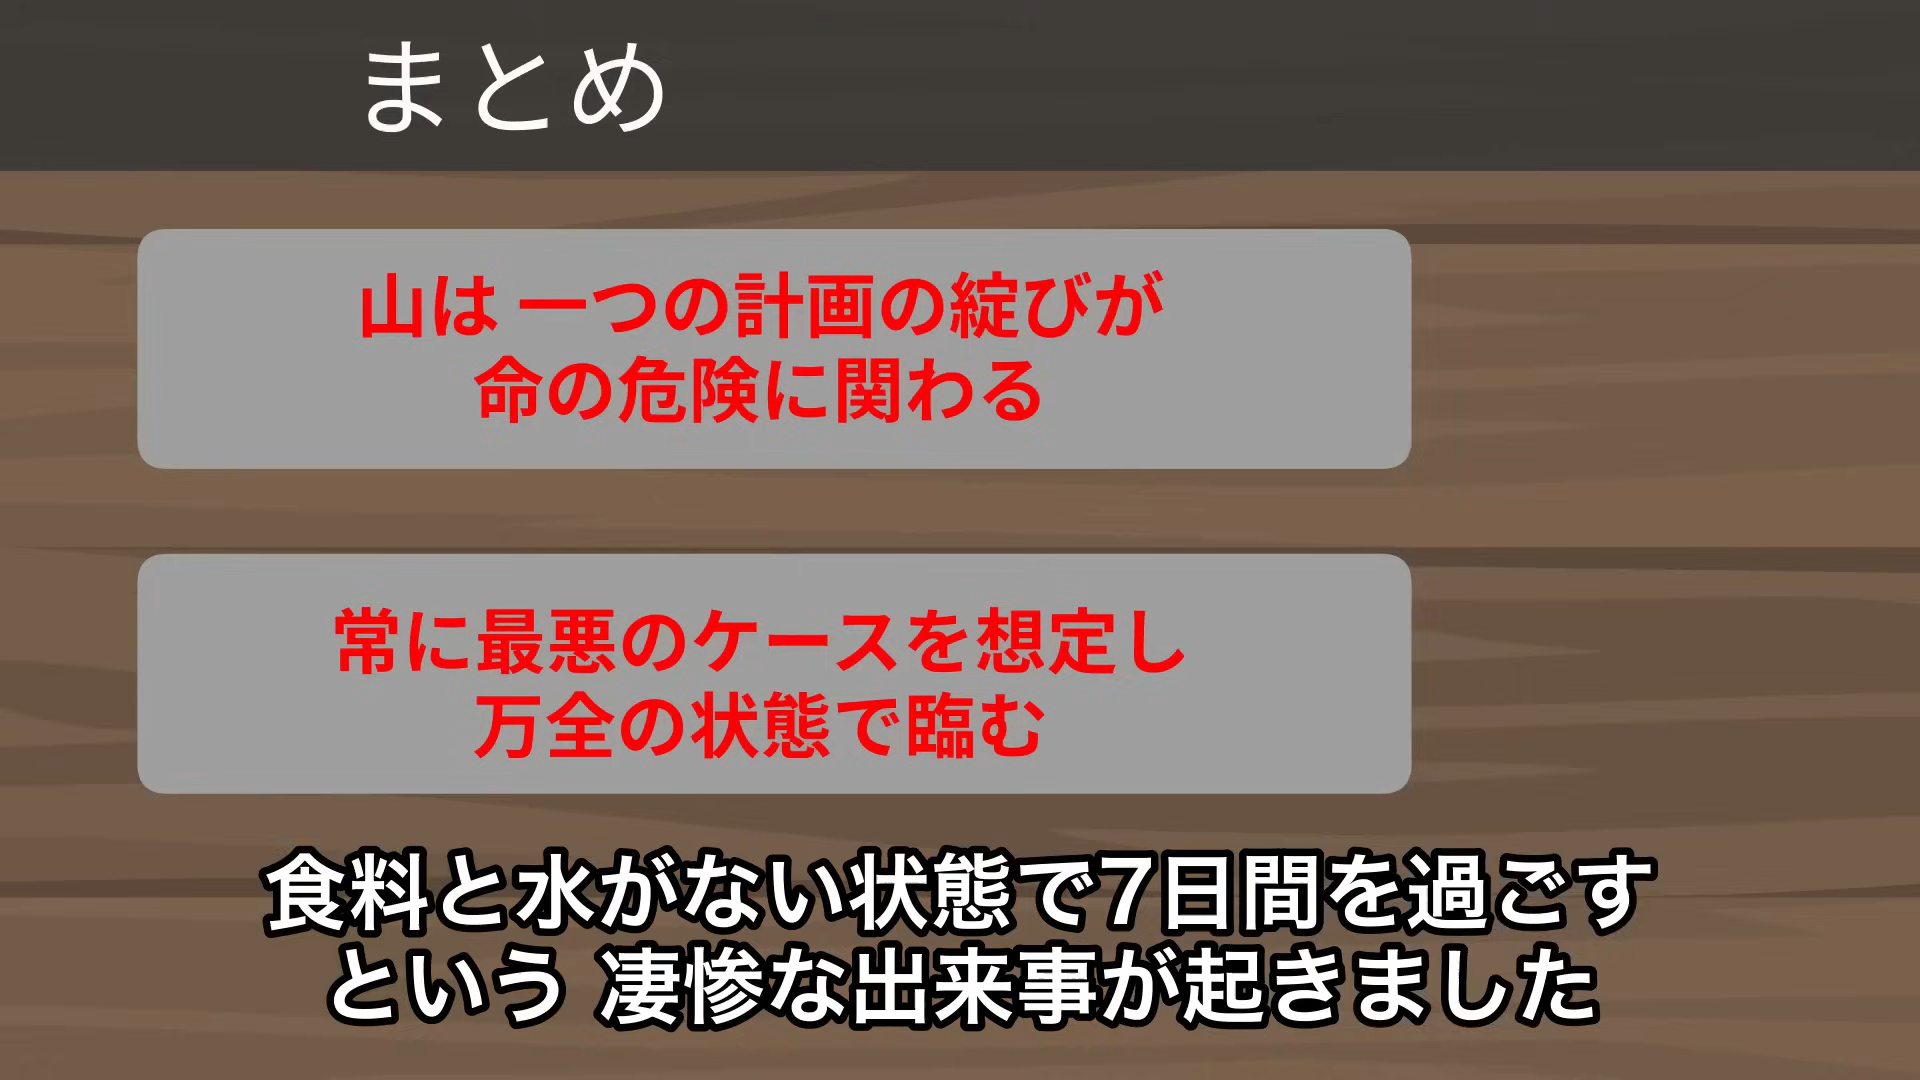 まとめ
山は 一つの計画の綻びが
命の危険に関わる
常に最悪のケースを想定し
万全の状態で臨む
食料と水がない状態で7日間を過ごす
という 凄惨な出来事が起きました